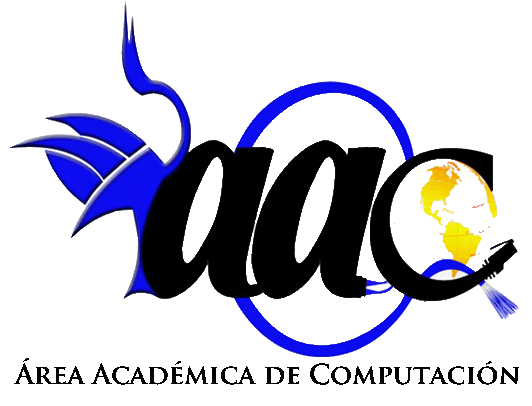 aac
ÁREA ACADÉMICA DE COMPUTACIÓN